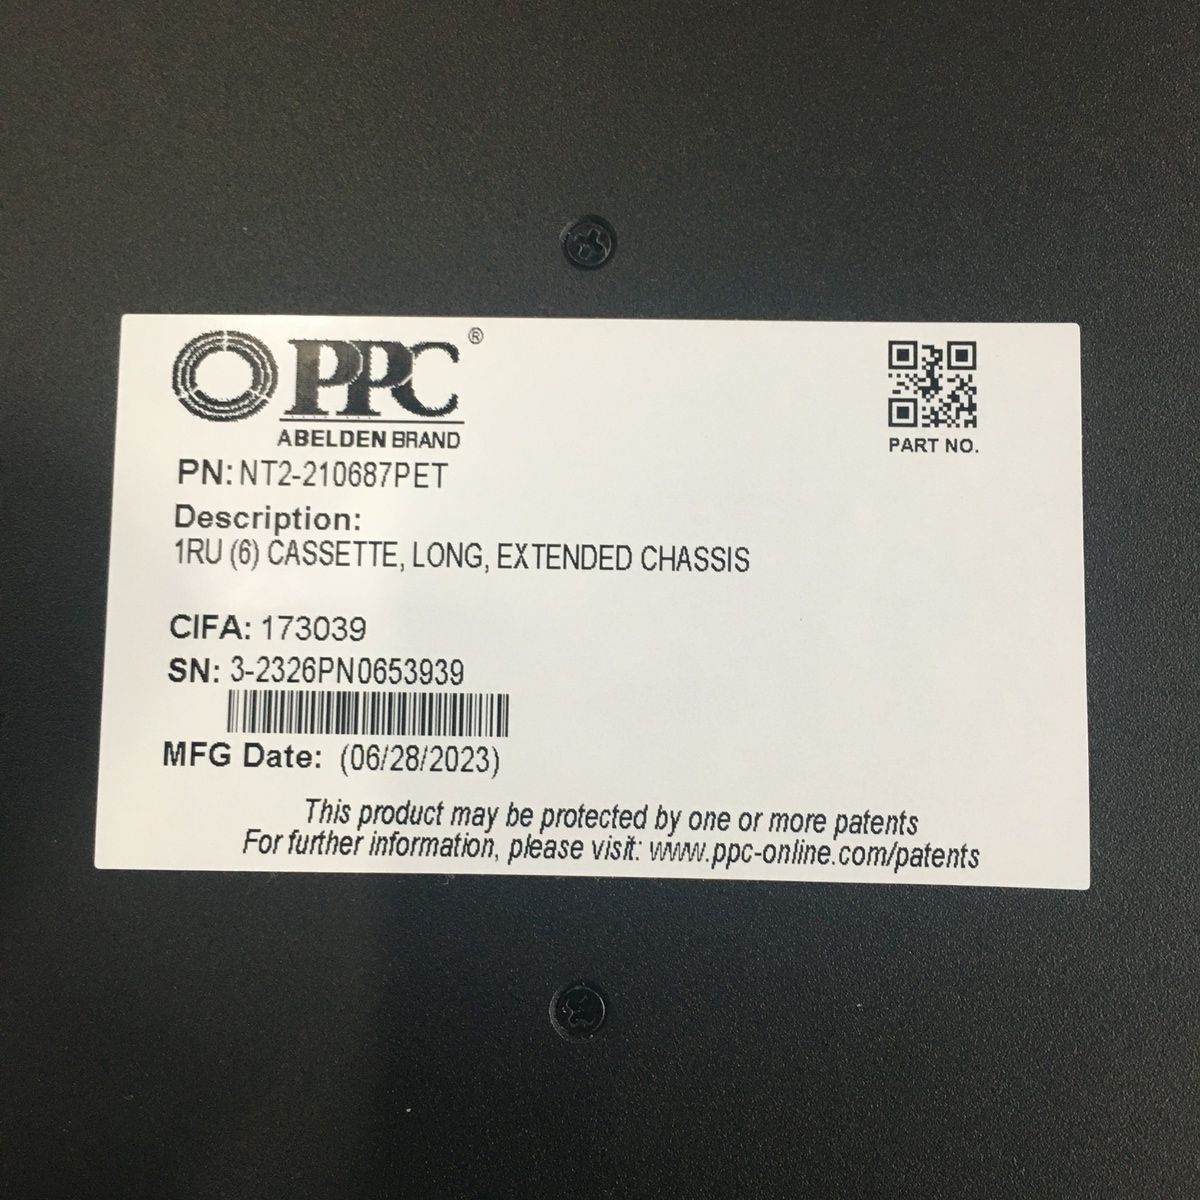 PPC®
A BELDEN BRAND
PART NO.
PN: NT2-210687PET
Description:
1RU (6) CASSETTE, LONG, EXTENDED CHASSIS
CIFA: 173039
SN: 3-2326PN0653939
MFG Date: (06/28/2023)
This product may be protected by one or more patents
For further information, please visit: www.ppc-online.com/patents